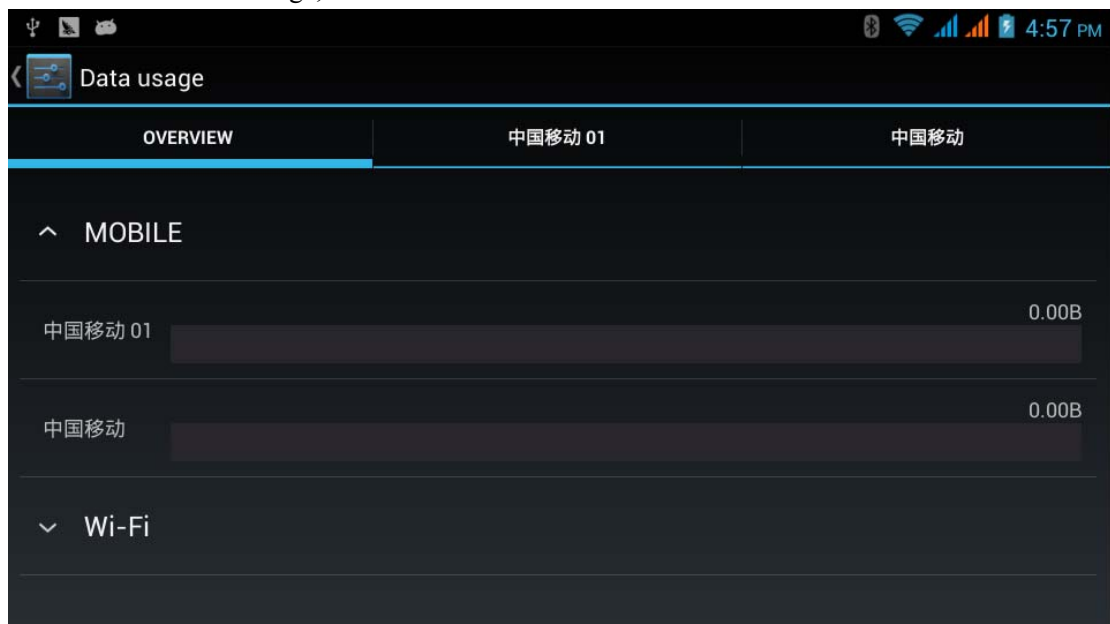 4:57 PM
Data usage
OVERVIEW
中国移动 01
中国移动
MOBILE
0.00B
中国移动 01
0.00B
中国移动
Wi-Fi